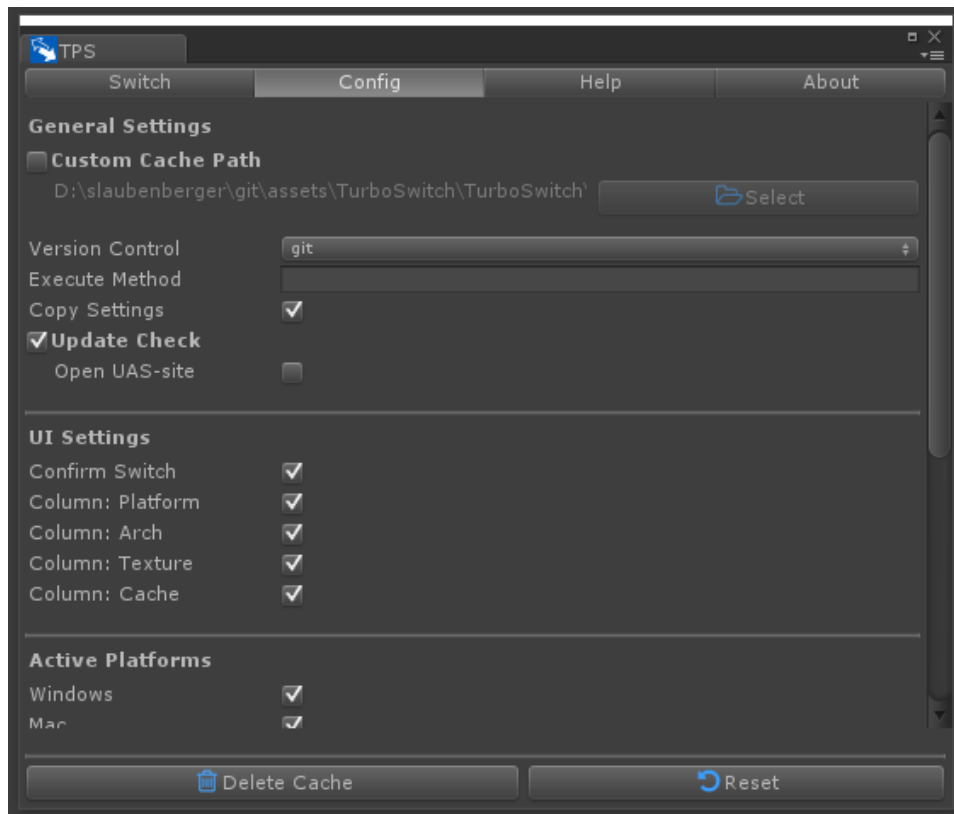 TPS
Switch Config Help About
General Settings
Custom Cache Path
D:\slaubenberger\git\assets\TurboSwitch\TurboSwitch\
Select
Version Control git
Execute Method
Copy Settings
Update Check
Open UAS-site
UI Settings
Confirm Switch
Column: Platform
Column: Arch
Column: Texture
Column: Cache
Active Platforms
Windows
Mac
Delete Cache Reset